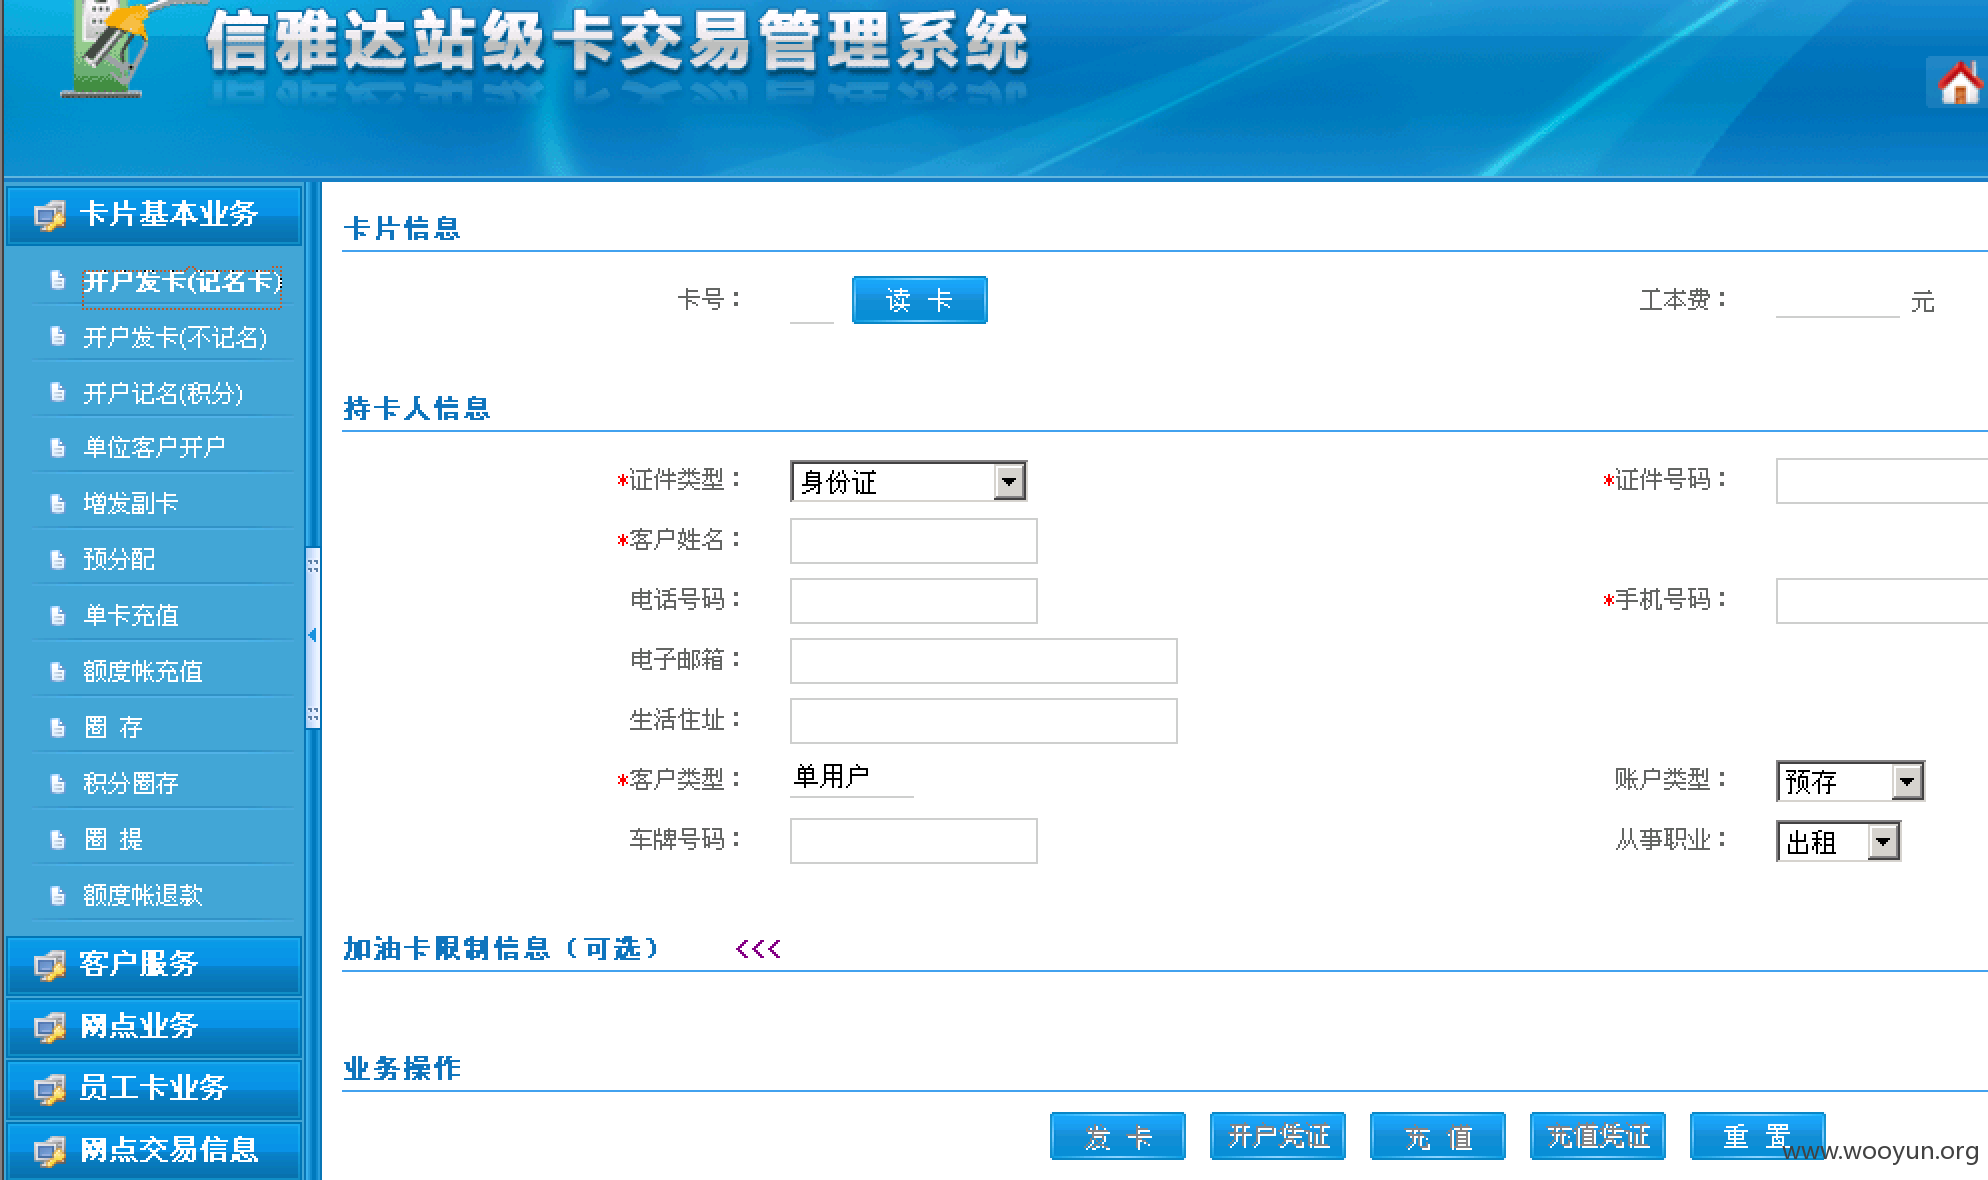 信雅达站级卡交易管理系统
卡片基本业务
开户发卡(记名卡)
开户发卡(不记名)
开户记名(积分)
单位客户开户
增发副卡
预分配
单卡充值
额度帐充值
圈 存
积分圈存
圈 提
额度帐退款
客户服务
网点业务
员工卡业务
网点交易信息
卡片信息
卡号： 读 卡 工本费： 元
持卡人信息
*证件类型： 身份证 *证件号码：
*客户姓名：
电话号码： *手机号码：
电子邮箱：
生活住址：
*客户类型： 单用户 账户类型： 预存
车牌号码： 从事职业： 出租
加油卡限制信息（可选） <<<
业务操作
发 卡 开户凭证 充 值 充值凭证 重 置
www.wooyun.org